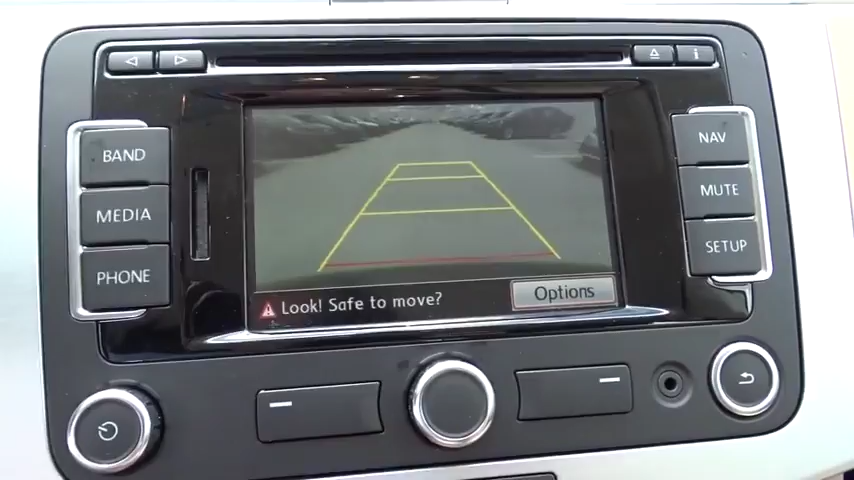 i
BAND
NAV
MEDIA
MUTE
PHONE
SETUP
Look! Safe to move?
Options